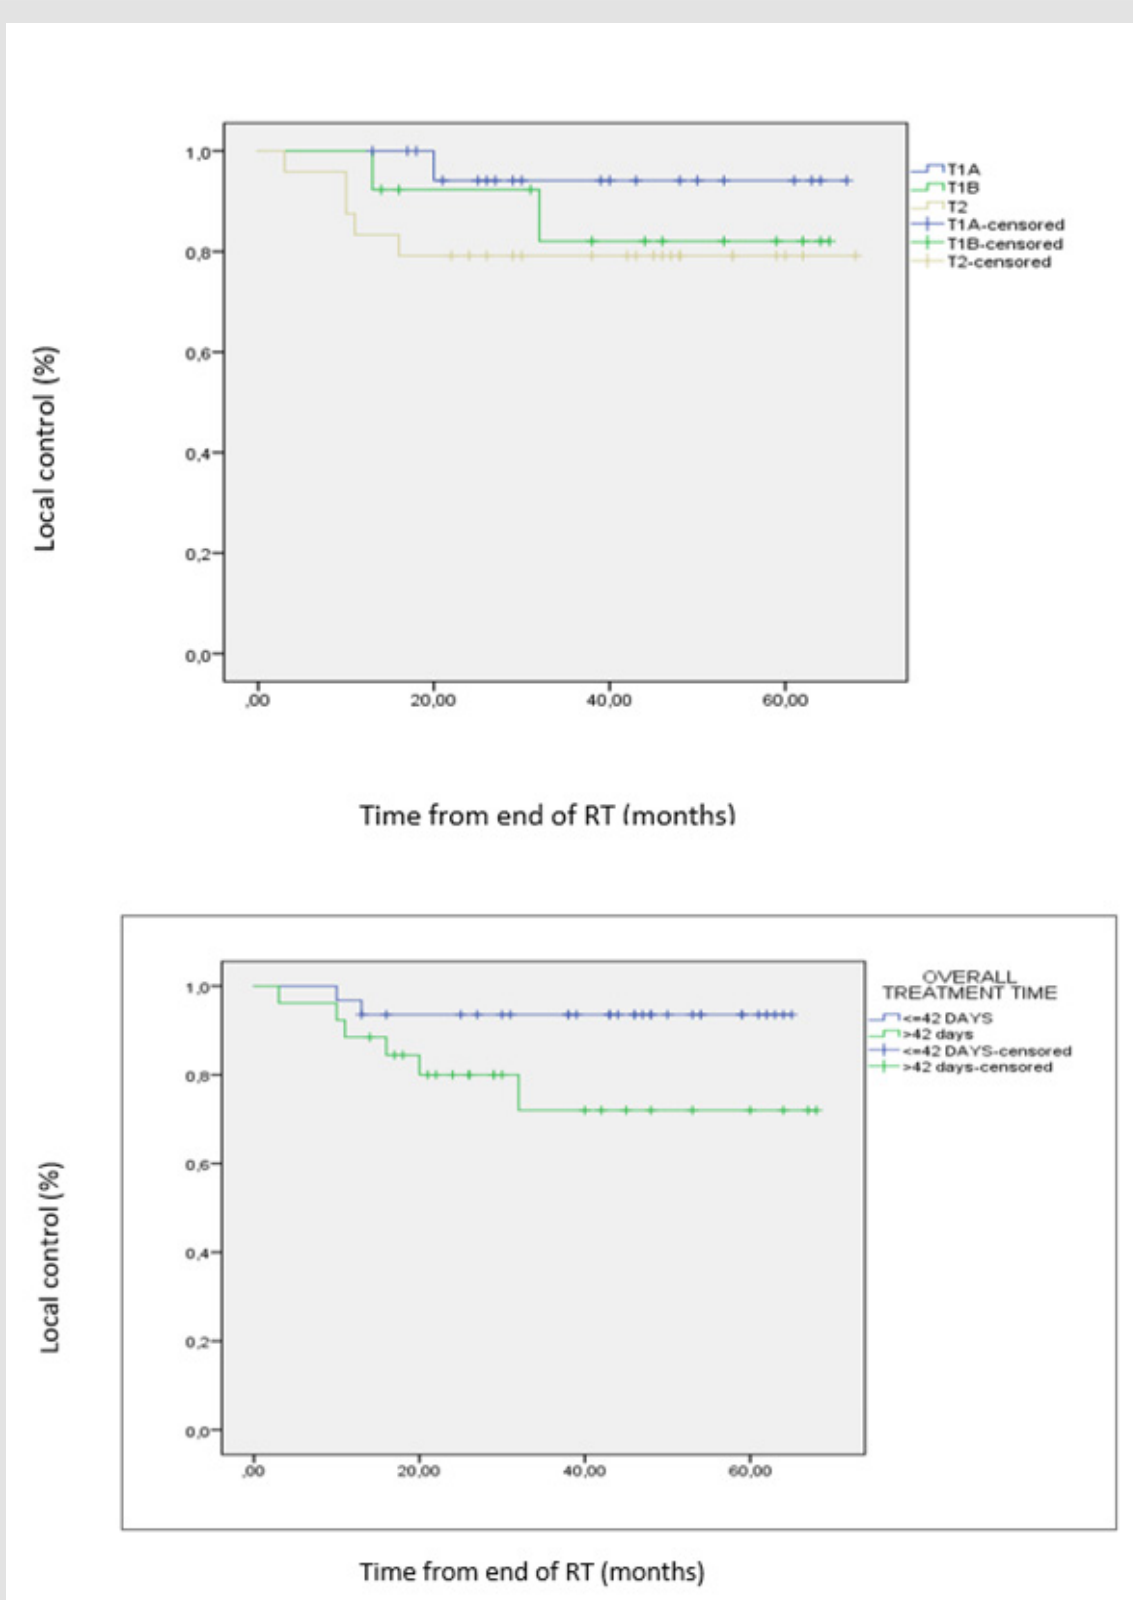 1,0
0,8
0,6
0,4
0,2
0,0
Local control (%)
,00 20,00 40,00 60,00
Time from end of RT (months)
T1A
T1B
T2
T1A-censored
T1B-censored
T2-censored
1,0
0,8
0,6
0,4
0,2
0,0
Local control (%)
,00 20,00 40,00 60,00
Time from end of RT (months)
OVERALL
TREATMENT TIME
<=42 DAYS
>42 days
<=42 DAYS-censored
>42 days-censored